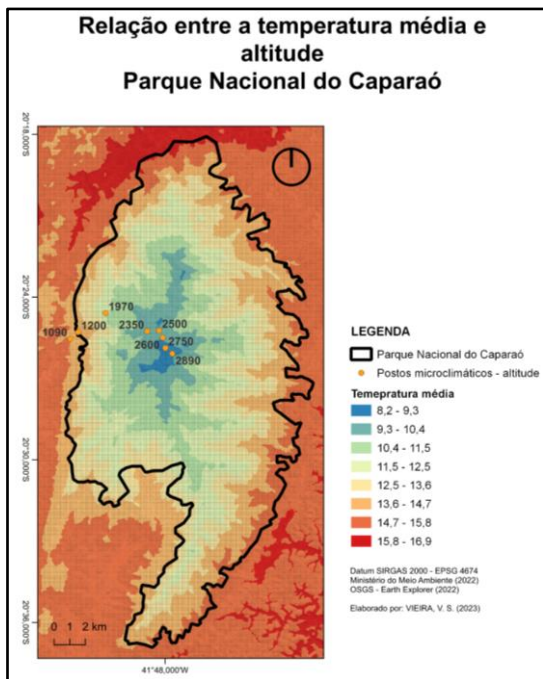 Relação entre a temperatura média e
altitude
Parque Nacional do Caparaó
20°18,000'S
20°24,000'S
20°30,000'S
20°36,000'S
1970
1090
1200
2350
2500
2750
2600
2890
0 1 2 km
41°48,000'W
LEGENDA
Parque Nacional do Caparaó
Postos microclimáticos - altitude
Temepratura média
8,2 - 9,3
9,3 - 10,4
10,4 - 11,5
11,5 - 12,5
12,5 - 13,6
13,6 - 14,7
14,7 - 15,8
15,8 - 16,9
Datum SIRGAS 2000 - EPSG 4674
Ministério do Meio Ambiente (2022)
OSGS - Earth Explorer (2022)
Elaborado por: VIEIRA, V. S. (2023)